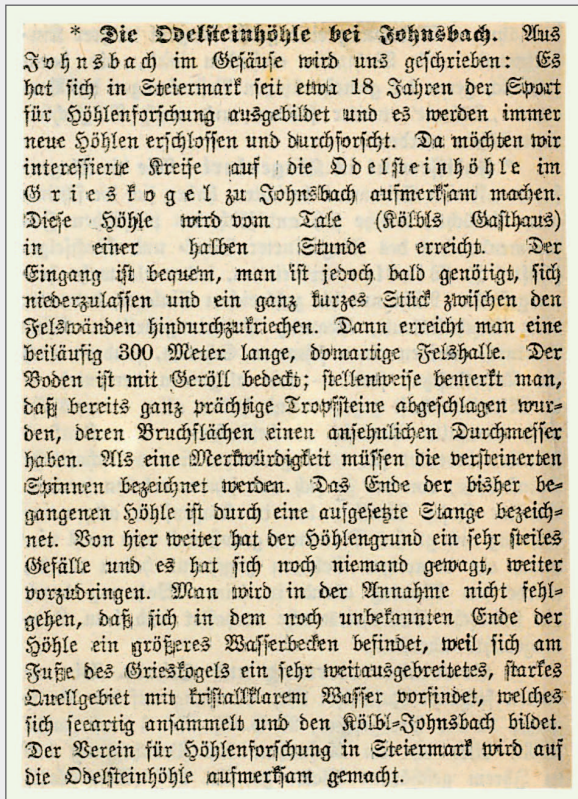 * Die Odelsteinhöhle bei Johnsbach. Aus
Johnsbach im Gesäuse wird uns geschrieben: Es
hat sich in Steiermark seit etwa 18 Jahren der Sport
für Höhlenforschung ausgebildet und es werden immer
neue Höhlen erschlossen und durchforscht. Da möchten wir
interessierte Kreise auf die Odelsteinhöhle im
Grieskogel zu Johnsbach aufmerksam machen.
Diese Höhle wird vom Tale (Kölbls Gasthaus)
in einer halben Stunde erreicht. Der
Eingang ist bequem, man ist jedoch bald genötigt, sich
niederzulassen und ein ganz kurzes Stück zwischen den
Felswänden hindurchzukriechen. Dann erreicht man eine
beiläufig 300 Meter lange, domartige Felshalle. Der
Boden ist mit Geröll bedeckt; stellenweise bemerkt man,
daß bereits ganz prächtige Tropfsteine abgeschlagen wur-
den, deren Bruchflächen einen ansehnlichen Durchmesser
haben. Als eine Merkwürdigkeit müssen die versteinerten
Spinnen bezeichnet werden. Das Ende der bisher be-
gangenen Höhle ist durch eine aufgesetzte Stange bezeich-
net. Von hier weiter hat der Höhlengrund ein sehr steiles
Gefälle und es hat sich noch niemand gewagt, weiter
vorzudringen. Man wird in der Annahme nicht fehl-
gehen, daß sich in dem noch unbekannten Ende der
Höhle ein größeres Wasserbecken befindet, weil sich am
Fuße des Grieskogels ein sehr weitausgebreitetes, starkes
Quellgebiet mit kristallklarem Wasser vorfindet, welches
sich seeartig ansammelt und den Kölbl-Johnsbach bildet.
Der Verein für Höhlenforschung in Steiermark wird auf
die Odelsteinhöhle aufmerksam gemacht.